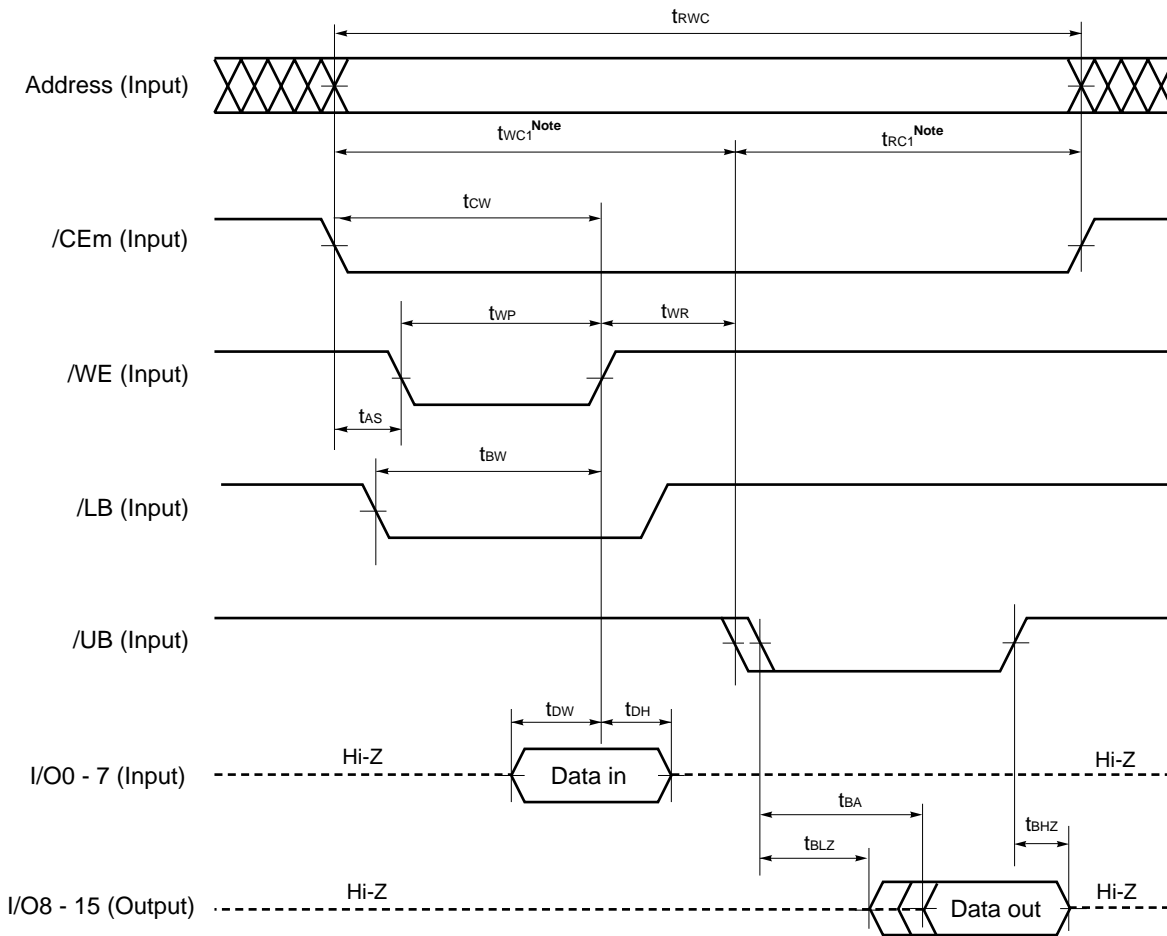 tRWC
Address (Input)
tWC1Note
tRC1Note
tCW
/CEm (Input)
tWP
tWR
/WE (Input)
tAS
tBW
/LB (Input)
/UB (Input)
tDW
tDH
Hi-Z
I/O0 - 7 (Input)
Data in
Hi-Z
tBA
tBHZ
tBLZ
Hi-Z
I/O8 - 15 (Output)
Data out
Hi-Z